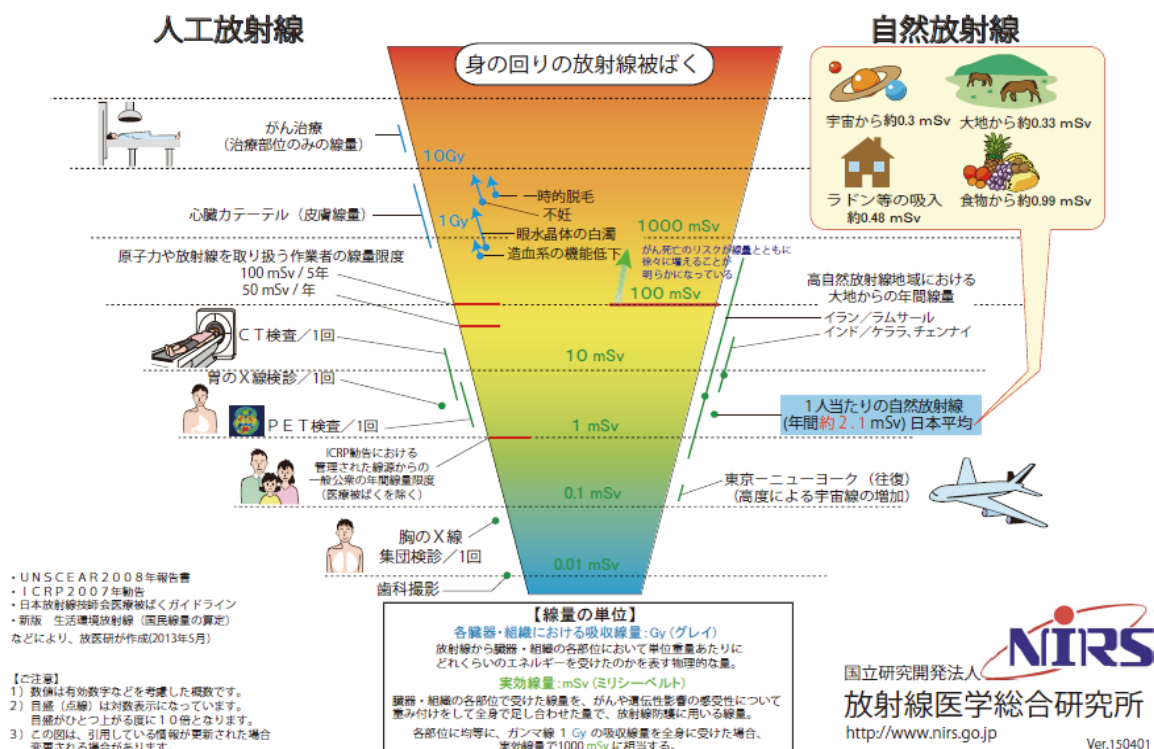 人工放射線
自然放射線
身の回りの放射線被ばく
宇宙から約0.3 mSv
大地から約0.33 mSv
ラドン等の吸入
約0.48 mSv
食物から約0.99 mSv
がん治療
(治療部位のみの線量)
10Gy
心臓カテーテル（皮膚線量）
1Gy
一時的脱毛
不妊
眼水晶体の白濁
造血系の機能低下
1000 mSv
がん死亡のリスクが線量とともに
徐々に増えることが
明らかになっている
原子力や放射線を取り扱う作業者の線量限度
100 mSv / 5年
50 mSv / 年
100 mSv
高自然放射線地域における
大地からの年間線量
イラン／ラムサール
インド／ケララ、チェンナイ
ＣＴ検査／1回
10 mSv
胃のＸ線検診／1回
ＰＥＴ検査／1回
1 mSv
1人当たりの自然放射線
(年間約２.１mSv) 日本平均
ICRP勧告における
管理された線源からの
一般公衆の年間線量限度
（医療被ばくを除く）
0.1 mSv
東京ーニューヨーク（往復）
（高度による宇宙線の増加）
胸のＸ線
集団検診／1回
0.01 mSv
歯科撮影
・ＵＮＳＣＥＡＲ２００８年報告書
・ＩＣＲＰ２００７年勧告
・日本放射線技師会医療被ばくガイドライン
・新版　生活環境放射線（国民線量の算定）
などにより、放医研が作成(2013年5月)
【ご注意】
１）数値は有効数字などを考慮した概数です。
２）目盛（点線）は対数表示になっています。
目盛がひとつ上がる度に１０倍となります。
３）この図は、引用している情報が更新された場合
変更される場合があります。
【線量の単位】
各臓器・組織における吸収線量：Gy（グレイ）
放射線から臓器・組織の各部位において単位重量あたりに
どれくらいのエネルギーを受けたのかを表す物理的な量。
実効線量：mSv（ミリシーベルト）
臓器・組織の各部位で受けた線量を、がんや遺伝性影響の感受性について
重み付けをして全身で足し合わせた量で、放射線防護に用いる線量。
各部位に均等に、ガンマ線 1 Gy の吸収線量を全身に受けた場合、
実効線量で1000 mSv に相当する。
NIRS
国立研究開発法人
放射線医学総合研究所
http://www.nirs.go.jp
Ver.150401